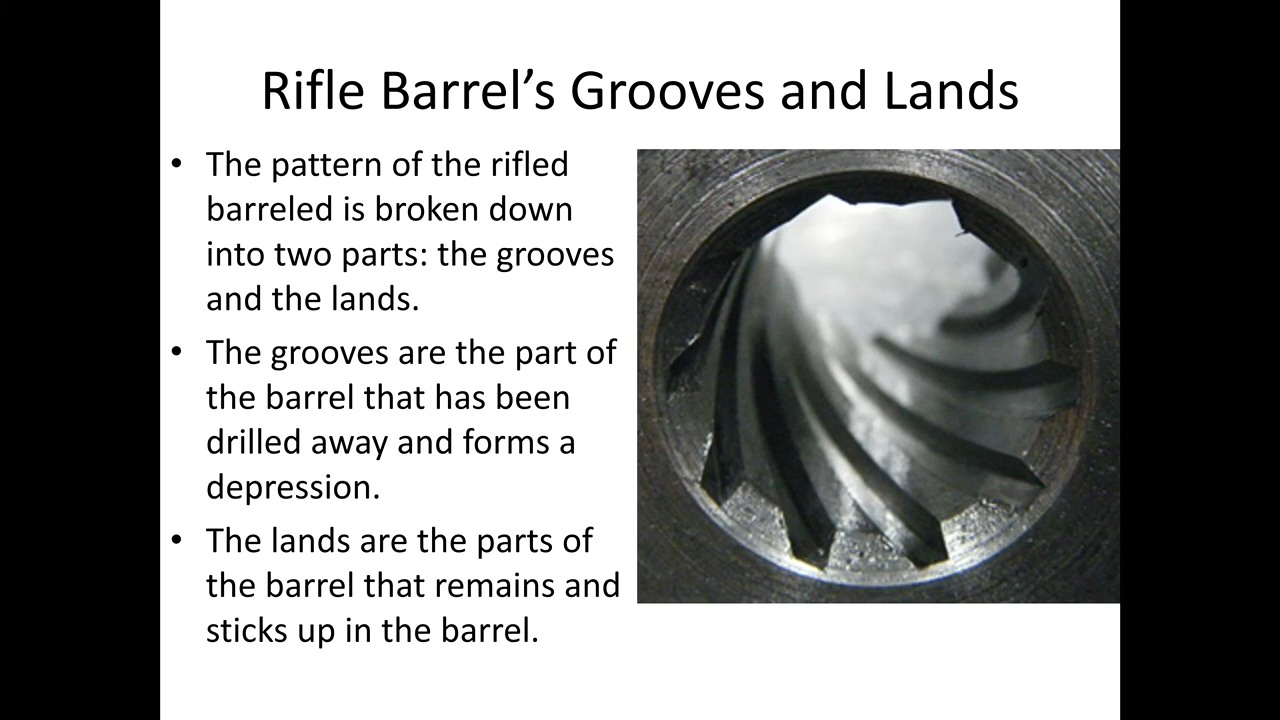 Rifle Barrel’s Grooves and Lands
• The pattern of the rifled
barreled is broken down
into two parts: the grooves
and the lands.
• The grooves are the part of
the barrel that has been
drilled away and forms a
depression.
• The lands are the parts of
the barrel that remains and
sticks up in the barrel.